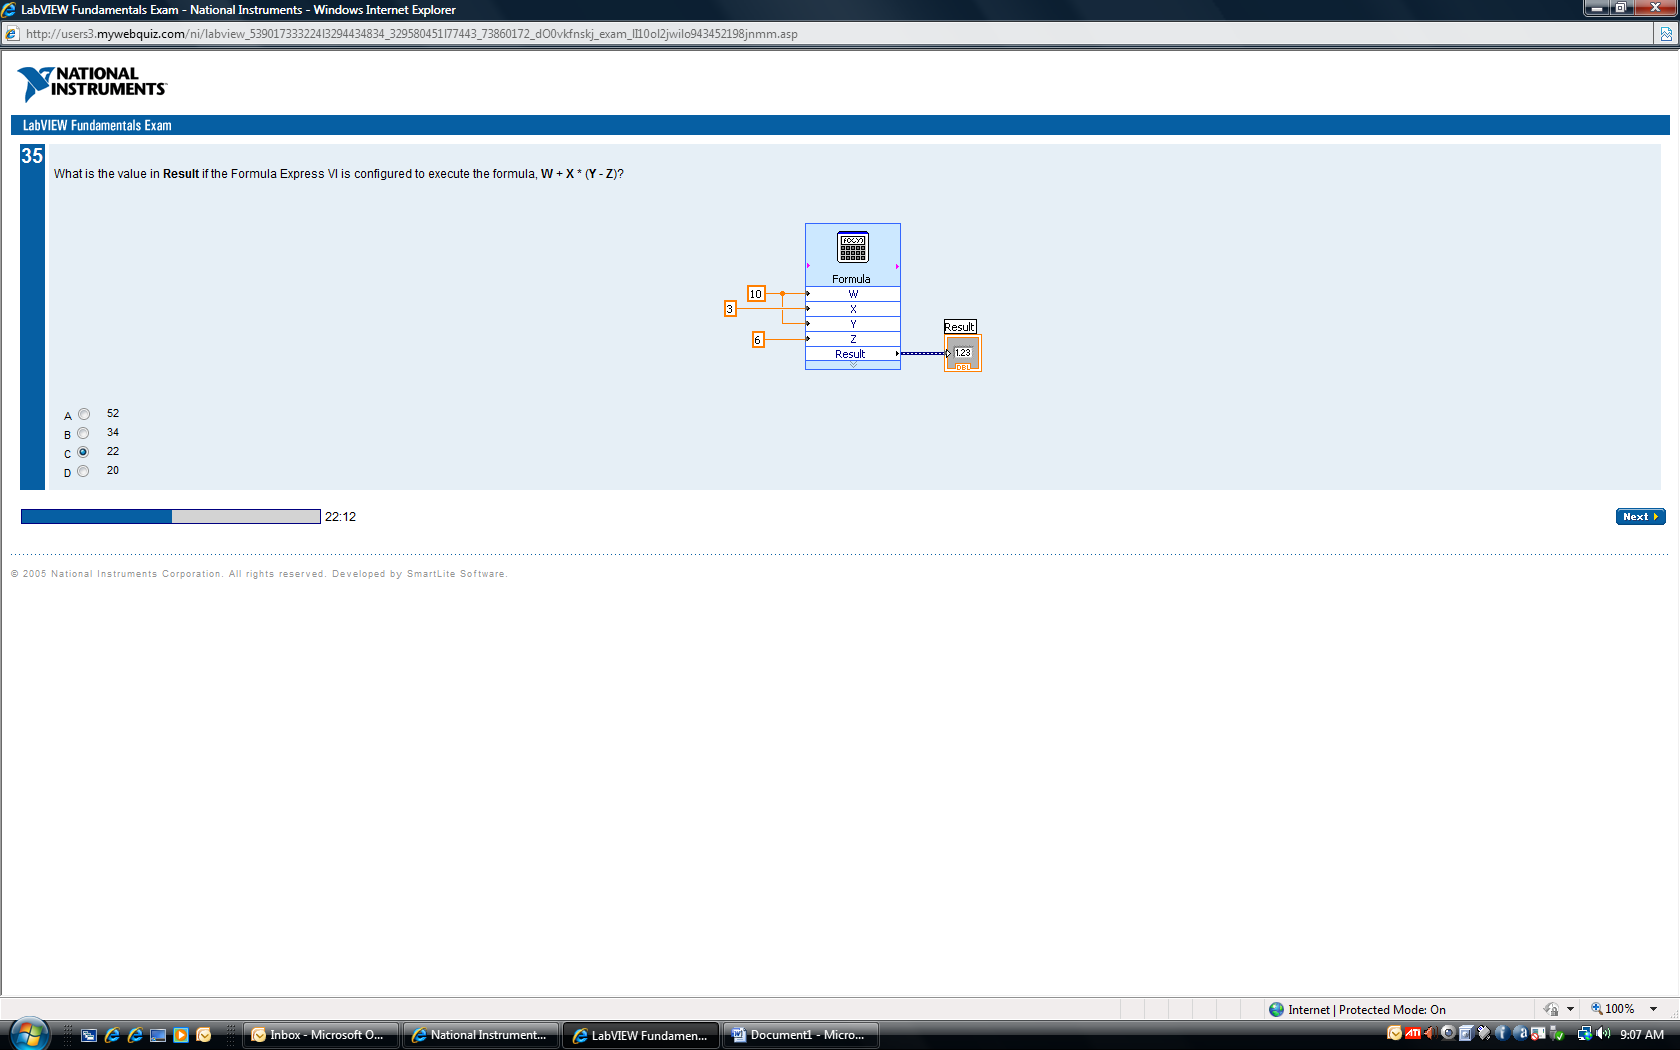 LabVIEW Fundamentals Exam - National Instruments - Windows Internet Explorer
NATIONAL
INSTRUMENTS
LabVIEW Fundamentals Exam
35
What is the value in Result if the Formula Express VI is configured to execute the formula, W + X * (Y - Z)?
Formula
10
W
3
X
Y
6
Z
Result
Result
1.23
DBL
A 52
B 34
C 22
D 20
22:12
Next
© 2005 National Instruments Corporation. All rights reserved. Developed by SmartLite Software.
Internet | Protected Mode: On
100%
Inbox - Microsoft O...
National Instrument...
LabVIEW Fundamen...
Document1 - Micro...
ATI
9:07 AM